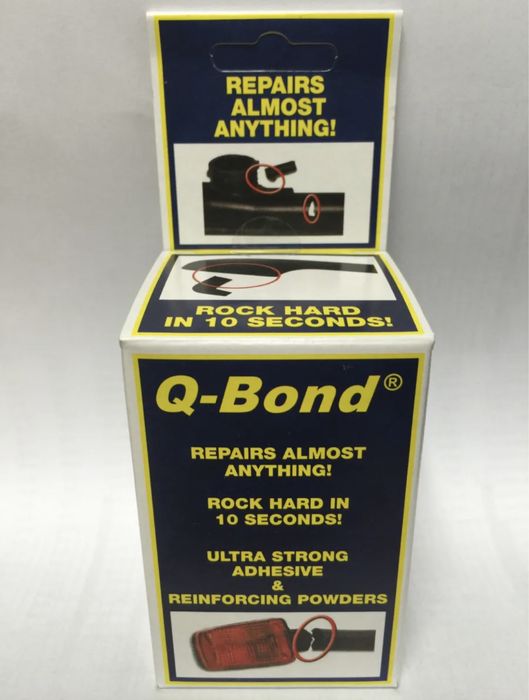 REPAIRS
ALMOST
ANYTHING!
ROCK HARD
IN 10 SECONDS!
Q-Bond®
REPAIRS ALMOST
ANYTHING!
ROCK HARD IN
10 SECONDS!
ULTRA STRONG
ADHESIVE
&
REINFORCING POWDERS